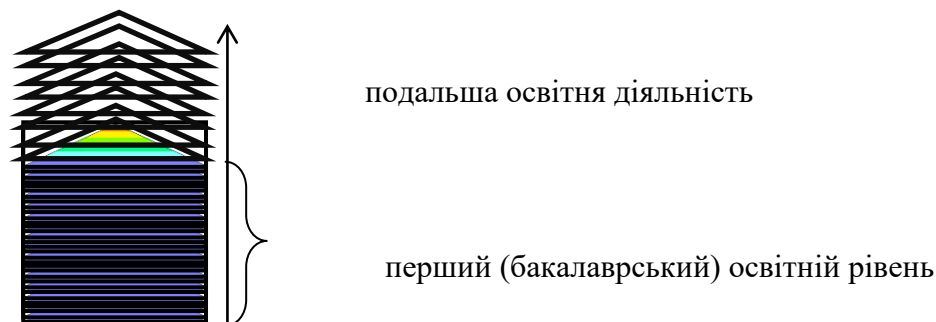 подальша освітня діяльність
перший (бакалаврський) освітній рівень